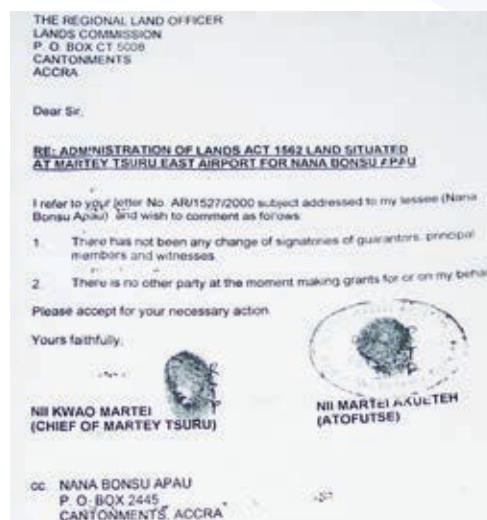 THE REGIONAL LAND OFFICER
LANDS COMMISSION
P. O. BOX CT 5008
CANTONMENTS
ACCRA
Dear Sir,
RE: ADMINISTRATION OF LANDS ACT 1562 LAND SITUATED
AT MARTEY TSURU EAST AIRPORT FOR NANA BONSU APAU
I refer to your letter No. AR/1527/2000 subject addressed to my lessee (Nana
Bonsu Apau) and wish to comment as follows:
1. There has not been any change of signatories of guarantors, principal
members and witnesses
2. There is no other party at the moment making grants for or on my behal
Please accept for your necessary action.
Yours faithfully,
NII KWAO MARTEI
(CHIEF OF MARTEY TSURU)
NII MARTEI AKUETEH
(ATOFUTSE)
cc. NANA BONSU APAU
P. O. BOX 2445
CANTONMENTS, ACCRA